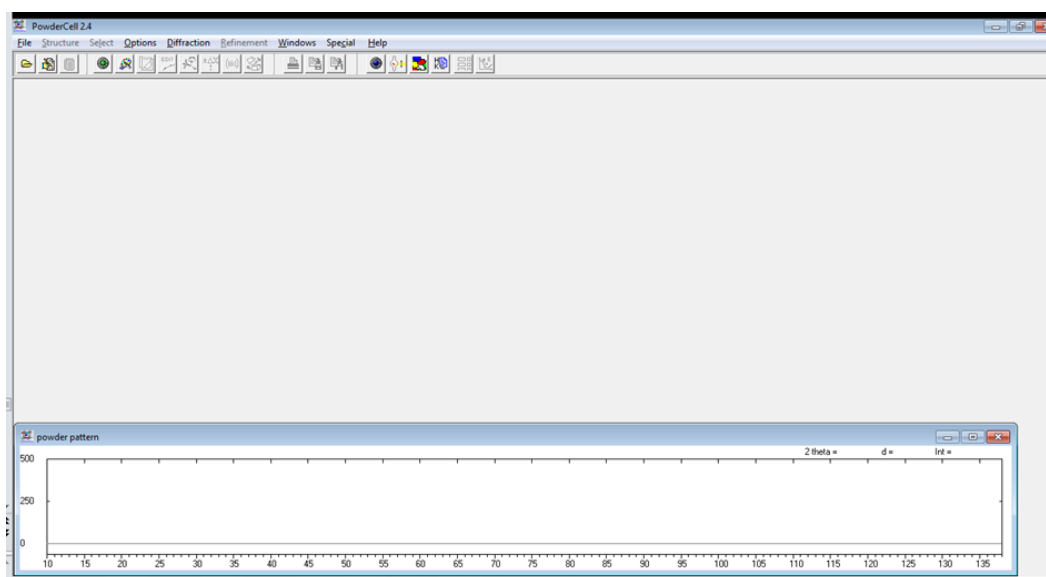 PowderCell 2.4
File Structure Select Options Diffraction Refinement Windows Special Help
powder pattern
2 theta = d = Int =
500
250
0
10 15 20 25 30 35 40 45 50 55 60 65 70 75 80 85 90 95 100 105 110 115 120 125 130 135